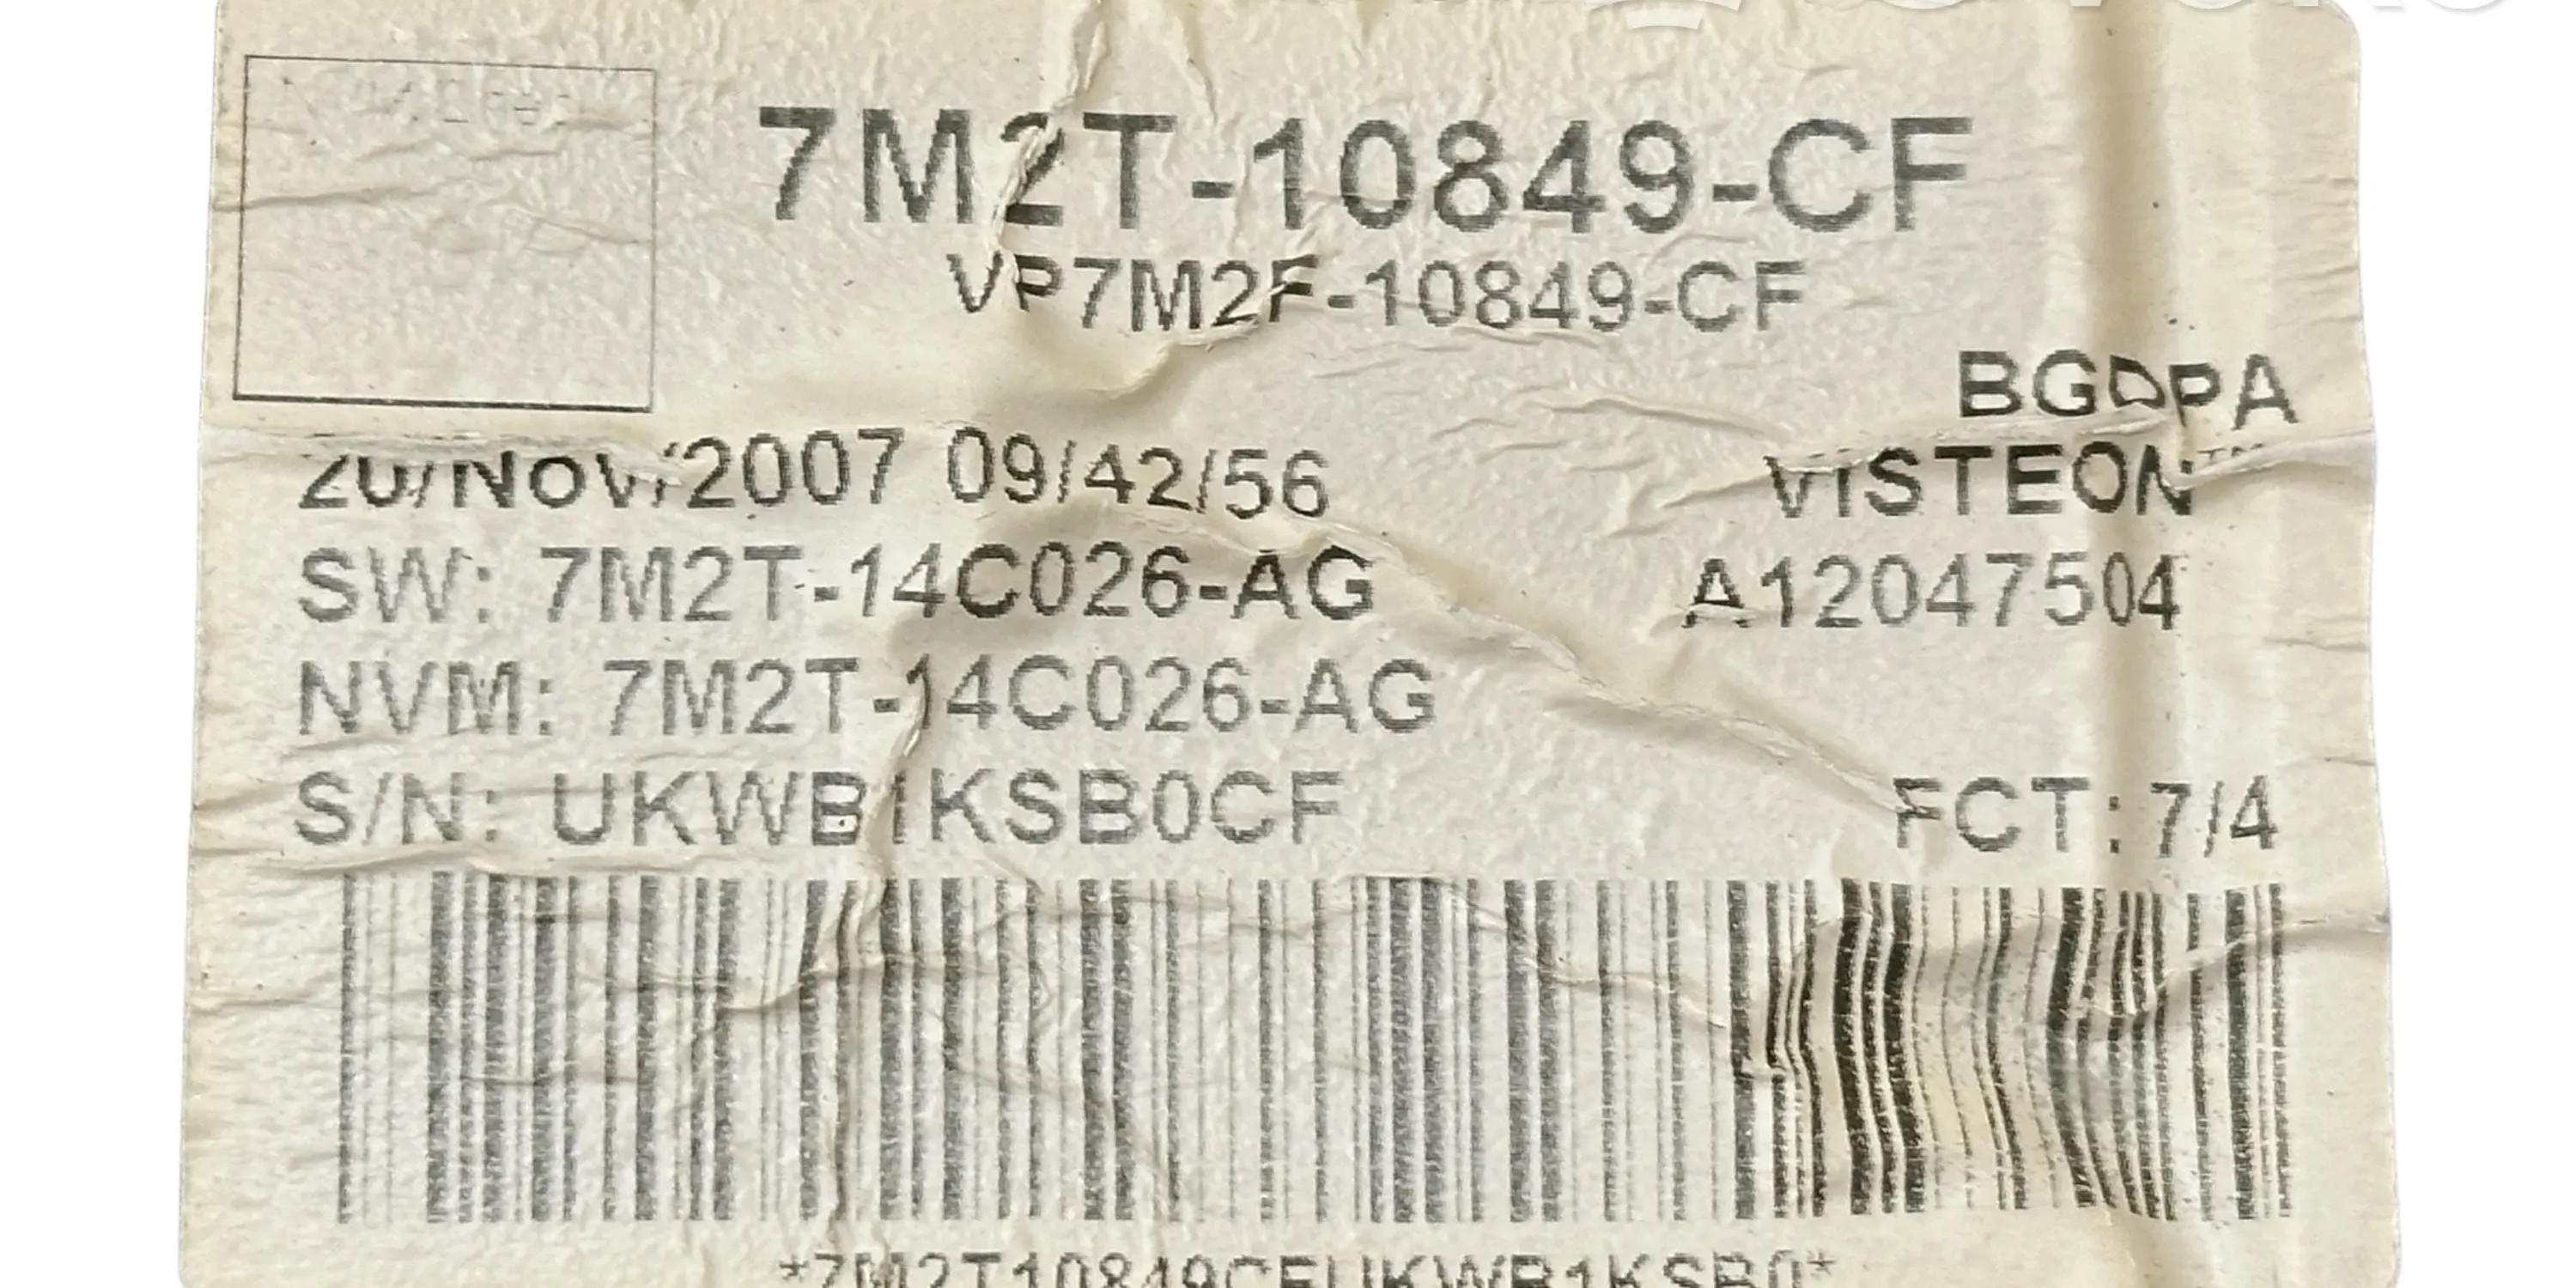 7M2T-10849-CF
VP7M2F-10849-CF
BGDPA
20/Nov/2007 09/42/56
VISTEON™
SW: 7M2T-14C026-AG
A12047504
NVM: 7M2T-14C026-AG
S/N: UKWB1KSB0CF
FCT: 7/4
*7M2T10849CFUKWB1KSB0*